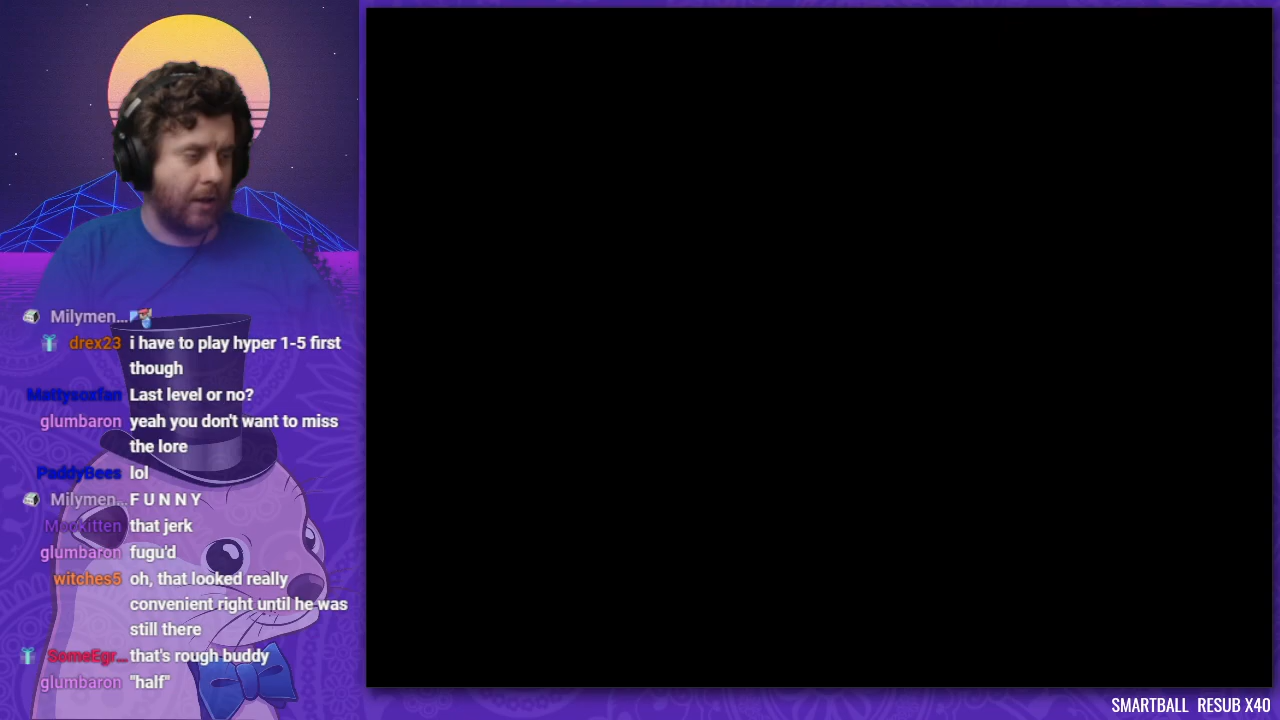 Milymen...
drex23 i have to play hyper 1-5 first
though
Mattysoxfan Last level or no?
glumbaron yeah you don't want to miss
the lore
PaddyBees lol
Milymen... F U N N Y
Mookitten that jerk
glumbaron fugu'd
witches5 oh, that looked really
convenient right until he was
still there
SomeEgr... that's rough buddy
glumbaron "half"
SMARTBALL RESUB X40